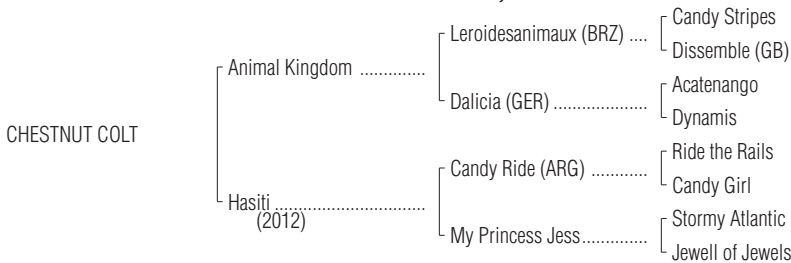 Candy Stripes
Leroidesanimaux (BRZ) ....
Dissemble (GB)
Animal Kingdom ..............
Acatenango
Dalicia (GER) ....................
Dynamis
CHESTNUT COLT
Ride the Rails
Candy Ride (ARG) ............
Candy Girl
Hasiti ................................
(2012)
Stormy Atlantic
My Princess Jess..............
Jewell of Jewels